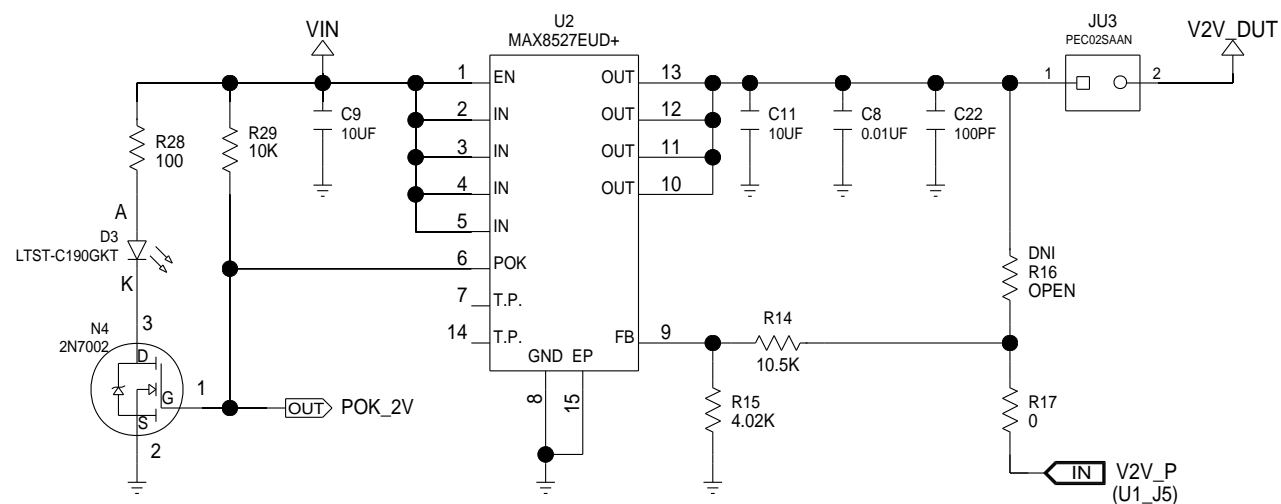 VIN
R28
100
R29
10K
C9
10UF
A
D3
LTST-C190GKT
K
N4
2N7002
3
D
G
S
1
2
OUT
POK_2V
U2
MAX8527EUD+
1
EN
2
IN
3
IN
4
IN
5
IN
6
POK
7
T.P.
14
T.P.
OUT
13
OUT
12
OUT
11
OUT
10
FB
9
GND
EP
8
15
C11
10UF
C8
0.01UF
C22
100PF
R14
10.5K
R15
4.02K
DNI
R16
OPEN
R17
0
IN
V2V_P
(U1_J5)
JU3
PEC02SAAN
1
2
V2V_DUT